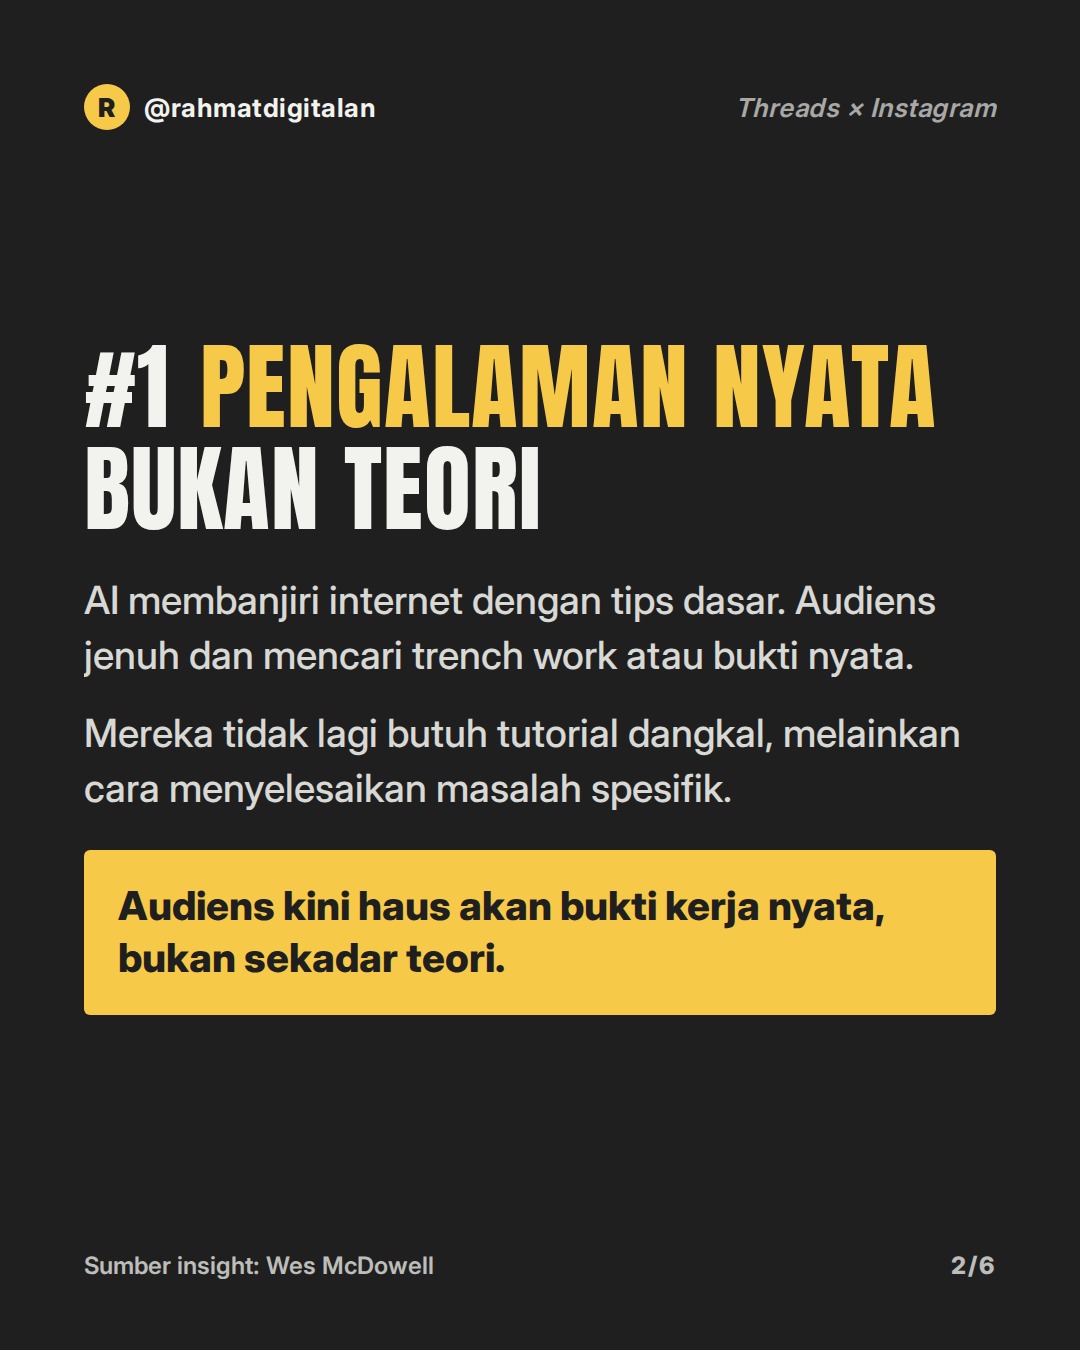 R @rahmatdigitalan
Threads × Instagram
#1 PENGALAMAN NYATA
BUKAN TEORI
AI membanjiri internet dengan tips dasar. Audiens
jenuh dan mencari trench work atau bukti nyata.
Mereka tidak lagi butuh tutorial dangkal, melainkan
cara menyelesaikan masalah spesifik.
Audiens kini haus akan bukti kerja nyata,
bukan sekadar teori.
Sumber insight: Wes McDowell
2/6